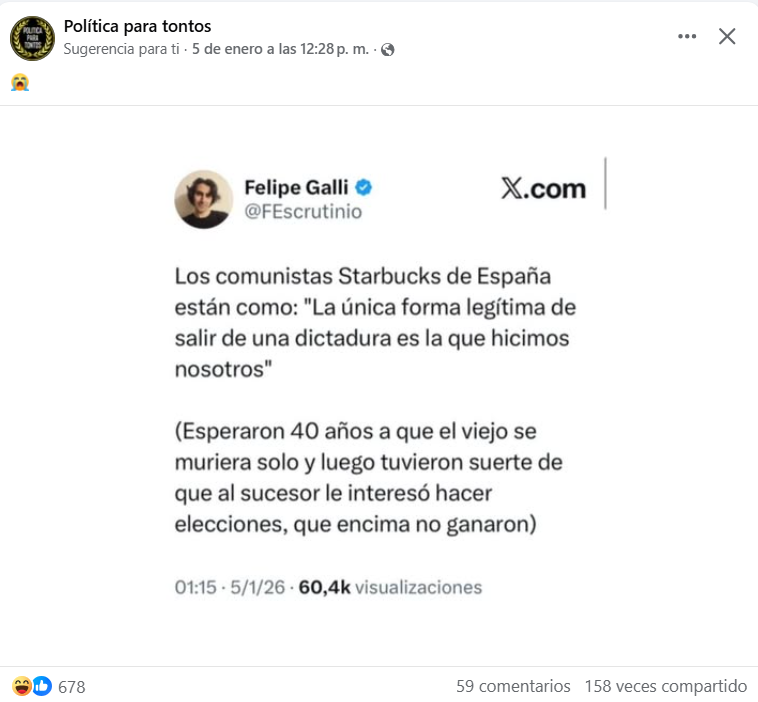 Política para tontos
Sugerencia para ti · 5 de enero a las 12:28 p. m. ·
POLITICA
PARA
TONTOS
Felipe Galli
@FEscrutinio
X.com
Los comunistas Starbucks de España
están como: "La única forma legítima de
salir de una dictadura es la que hicimos
nosotros"
(Esperaron 40 años a que el viejo se
muriera solo y luego tuvieron suerte de
que al sucesor le interesó hacer
elecciones, que encima no ganaron)
01:15 · 5/1/26 · 60,4k visualizaciones
678
59 comentarios 158 veces compartido